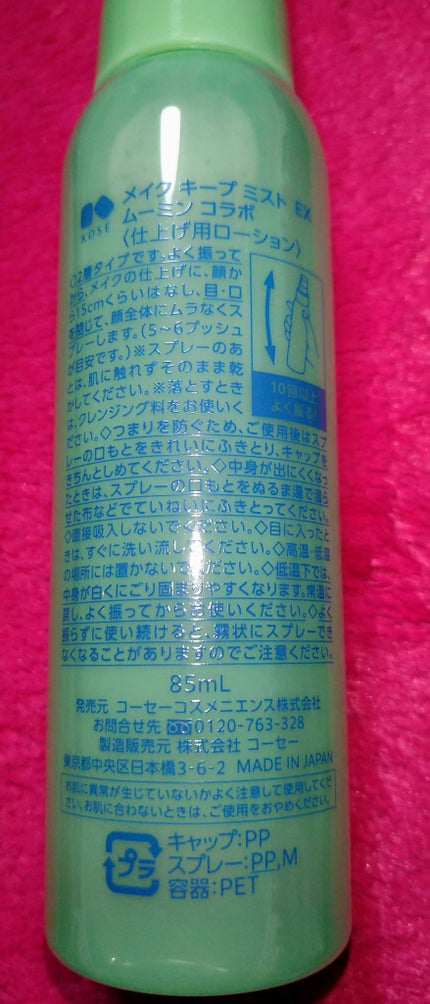 KOSÉ
メイク キープ ミスト EX
ムーミン コラボ
〈仕上げ用ローション〉
○2層タイプです。よく振って
から、メイクの仕上げに、顔か
ら15cmくらいはなし、目・口
を閉じて、顔全体にムラなくス
プレーします。(5~6プッシュ
が目安です。)※スプレーのあ
とは、肌に触れずそのまま乾
かしてください。※落とすとき
は、クレンジング料をお使いく
10回以上
よく振る!
ださい。◇つまりを防ぐため、ご使用後はスプ
レーの口もとをきれいにふきとり、キャップを
きちんとしめてください。◇中身が出にくくなっ
たときは、スプレーの口もとをぬるま湯で湿ら
せた布などでていねいにふきとってください。
◇直接吸入しないでください。◇目に入ったと
きは、すぐに洗い流してください。◇高温・低温
の場所には置かないでください。◇低温下では、
中身が白くにごり固まりやすくなります。常温に
戻し、よく振ってからお使いください。◇よく
振らずに使い続けると、霧状にスプレーでき
なくなることがありますのでご注意ください。
85mL
発売元 コーセーコスメニエンス株式会社
お問合せ先 0120-763-328
製造販売元 株式会社 コーセー
東京都中央区日本橋3-6-2 MADE IN JAPAN
お肌に異常が生じていないかよく注意して使用してくだ
さい。お肌に合わないときは、ご使用をおやめください。
プラ
キャップ:PP
スプレー:PP,M
容器:PET